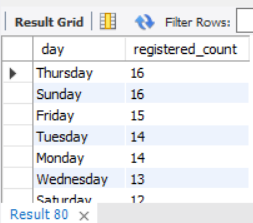 Result Grid Filter Rows:
day registered_count
Thursday 16
Sunday 16
Friday 15
Tuesday 14
Monday 14
Wednesday 13
Saturday 12
Result 80 ×